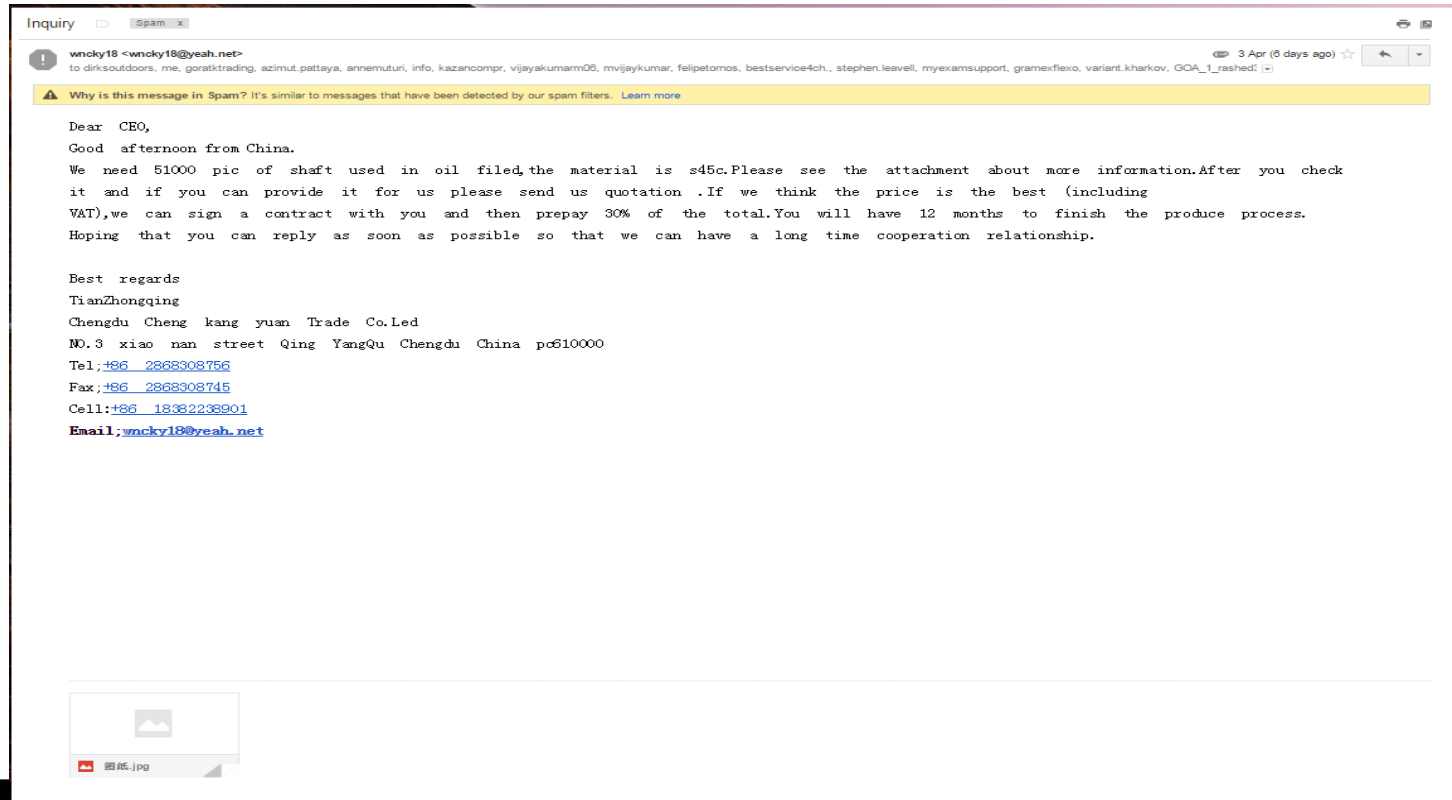 Inquiry
Spam x
wncky18 <wncky18@yeah.net>
3 Apr (6 days ago)
to dirksoutdoors, me, goratktrading, azimut.pattaya, annemuturi, info, kazancompr, vijayakumarm06, mvijaykumar, felipetornos, bestservice4ch., stephen.leavell, myexamsupport, gramexflexo, variant.kharkov, GOA_1_rashed:
Why is this message in Spam? It's similar to messages that have been detected by our spam filters. Learn more
Dear CEO,
Good afternoon from China.
We need 51000 pic of shaft used in oil filed,the material is s45c.Please see the attachment about more information.After you check
it and if you can provide it for us please send us quotation .If we think the price is the best (including
VAT),we can sign a contract with you and then prepay 30% of the total.You will have 12 months to finish the produce process.
Hoping that you can reply as soon as possible so that we can have a long time cooperation relationship.
Best regards
TianZhongqing
Chengdu Cheng kang yuan Trade Co.Led
NO.3 xiao nan street Qing YangQu Chengdu China pc610000
Tel;+86 2868308756
Fax;+86 2868308745
Cell:+86 18382238901
Email;wncky18@yeah.net
图纸.jpg